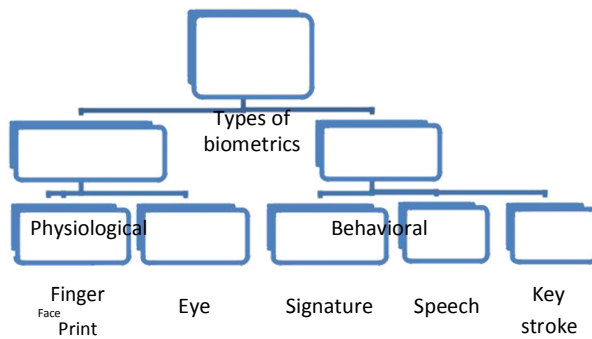 Types of
biometrics
Physiological
Behavioral
Finger
Face
Print
Eye
Signature
Speech
Key
stroke